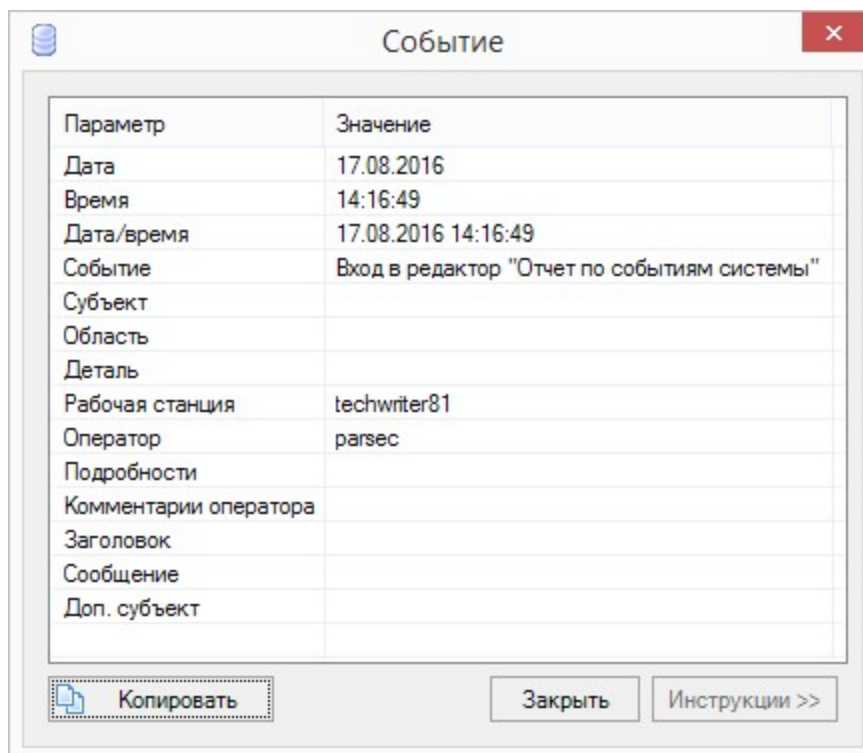 Событие
Параметр Значение
Дата 17.08.2016
Время 14:16:49
Дата/время 17.08.2016 14:16:49
Событие Вход в редактор "Отчет по событиям системы"
Субъект
Область
Деталь
Рабочая станция techwriter81
Оператор parsec
Подробности
Комментарии оператора
Заголовок
Сообщение
Доп. субъект
Копировать Закрыть Инструкции >>